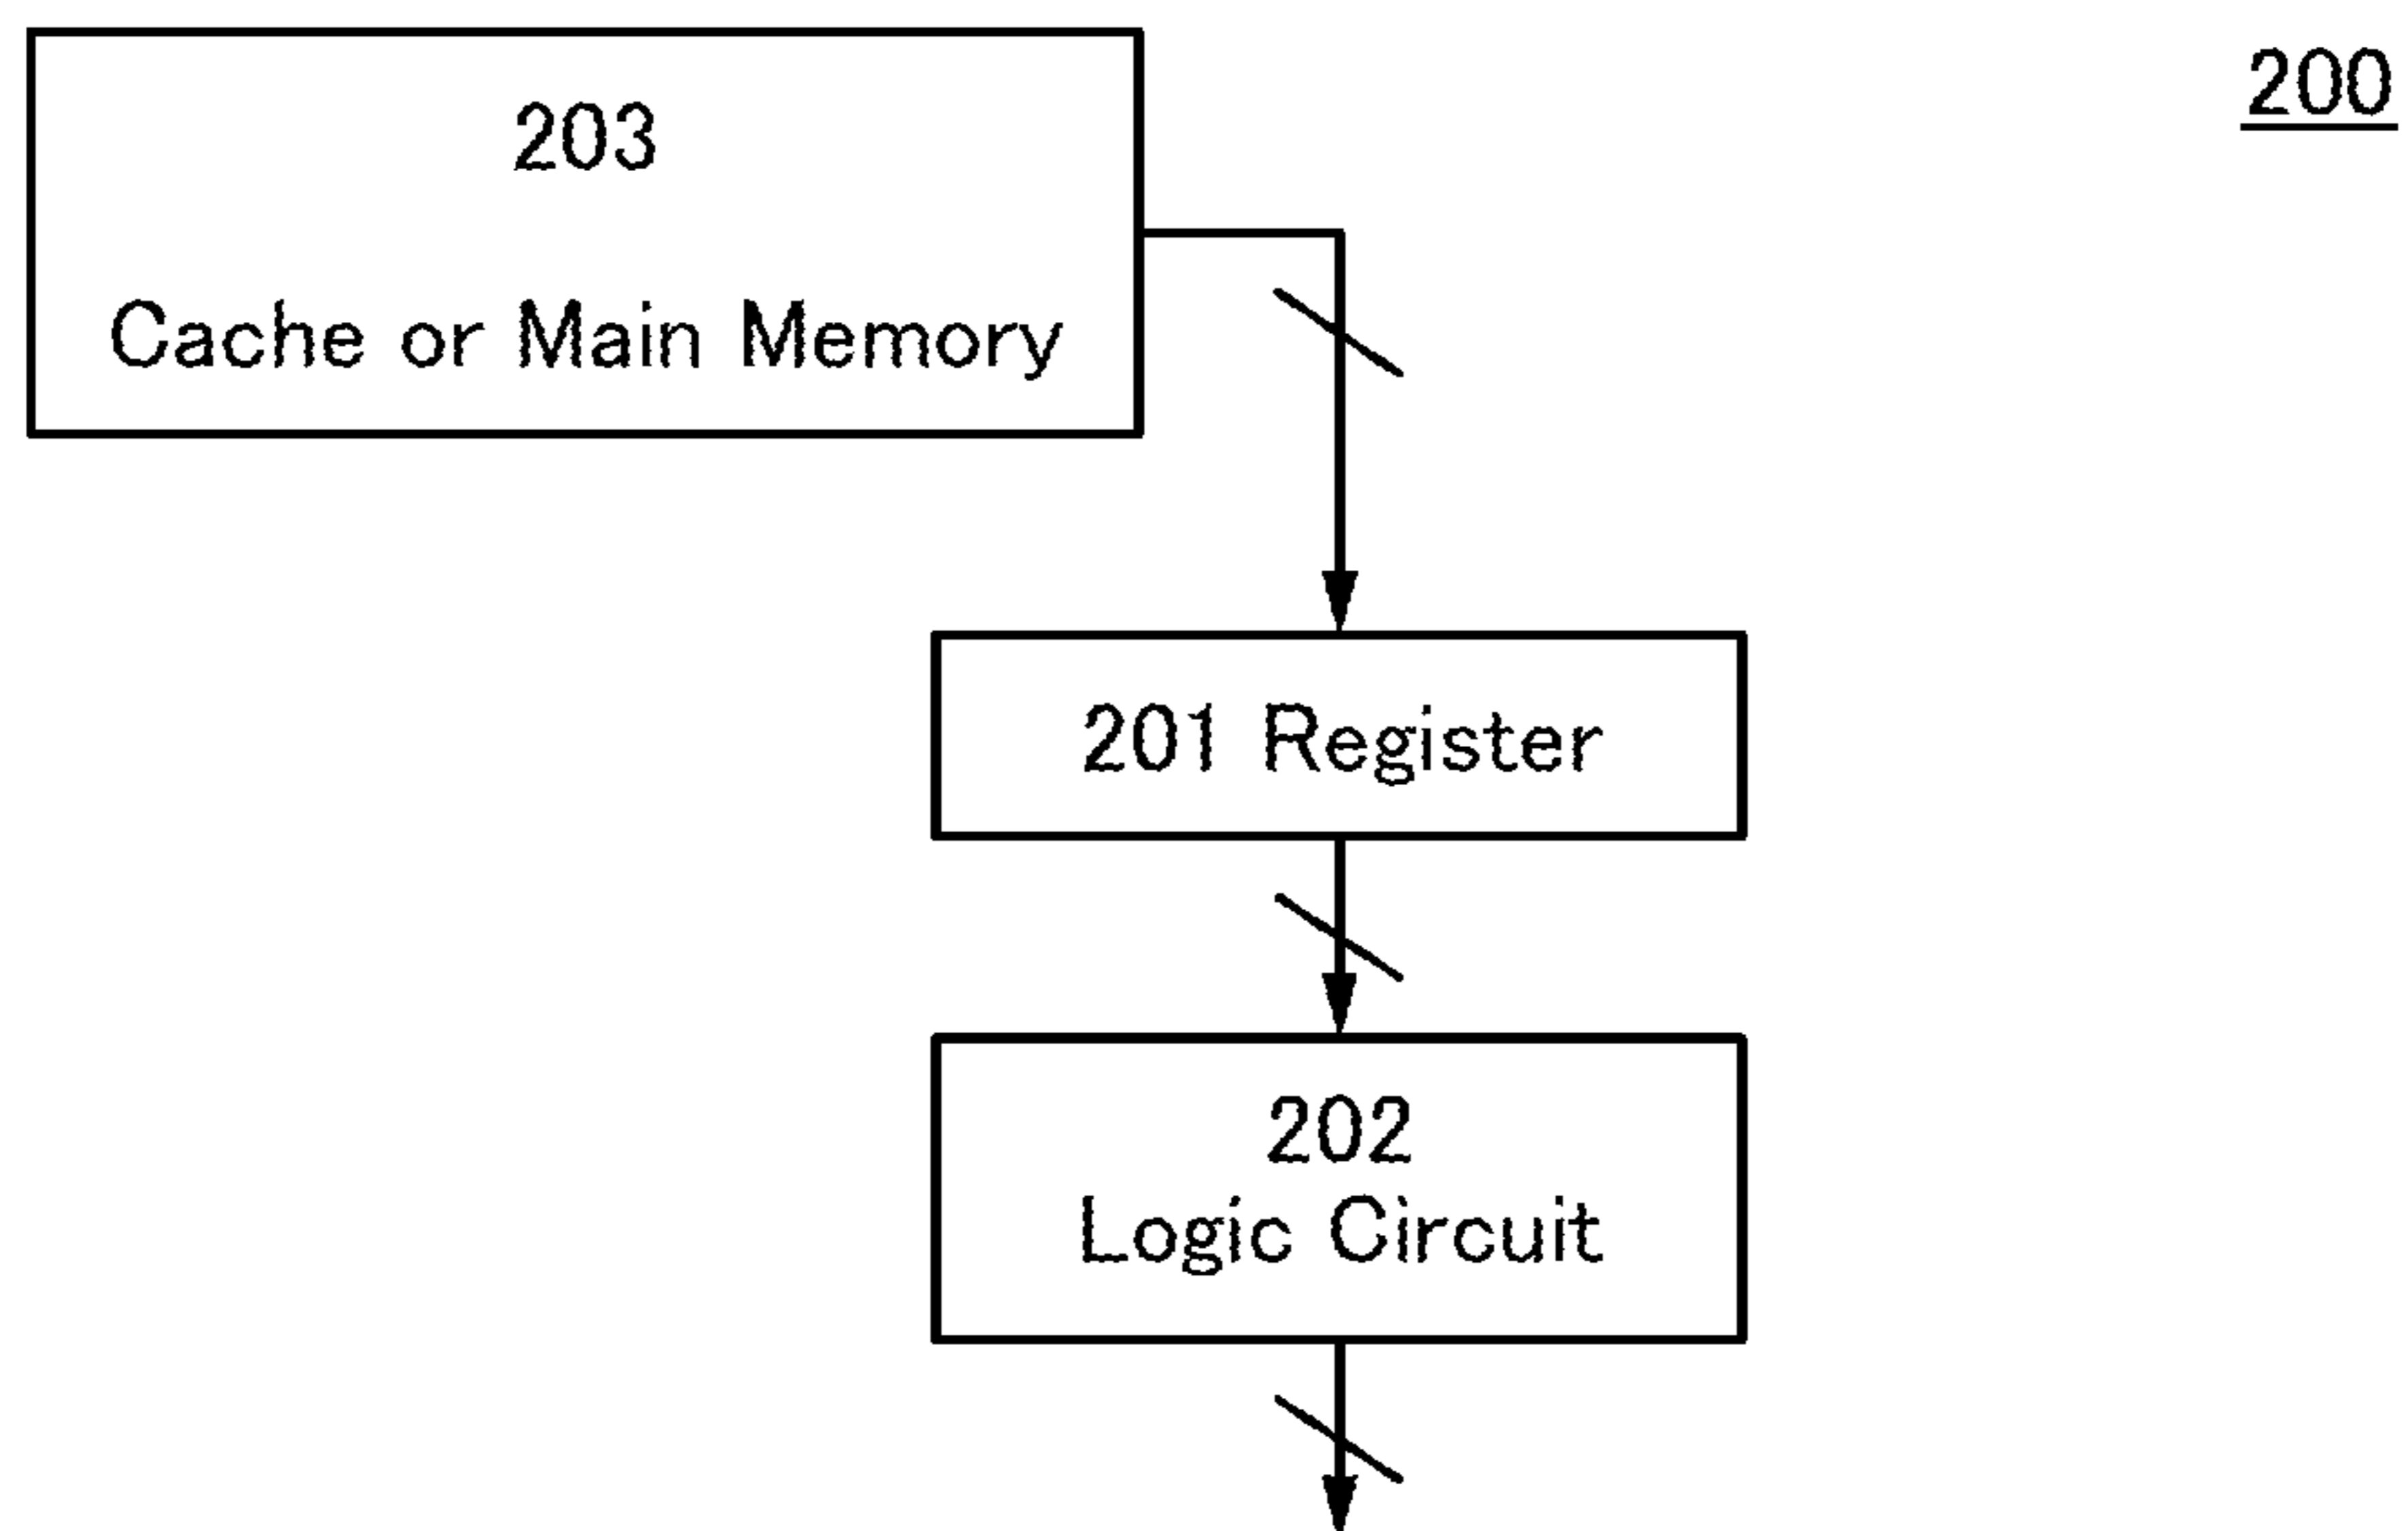 200
203
Cache or Main Memory
201 Register
202
Logic Circuit